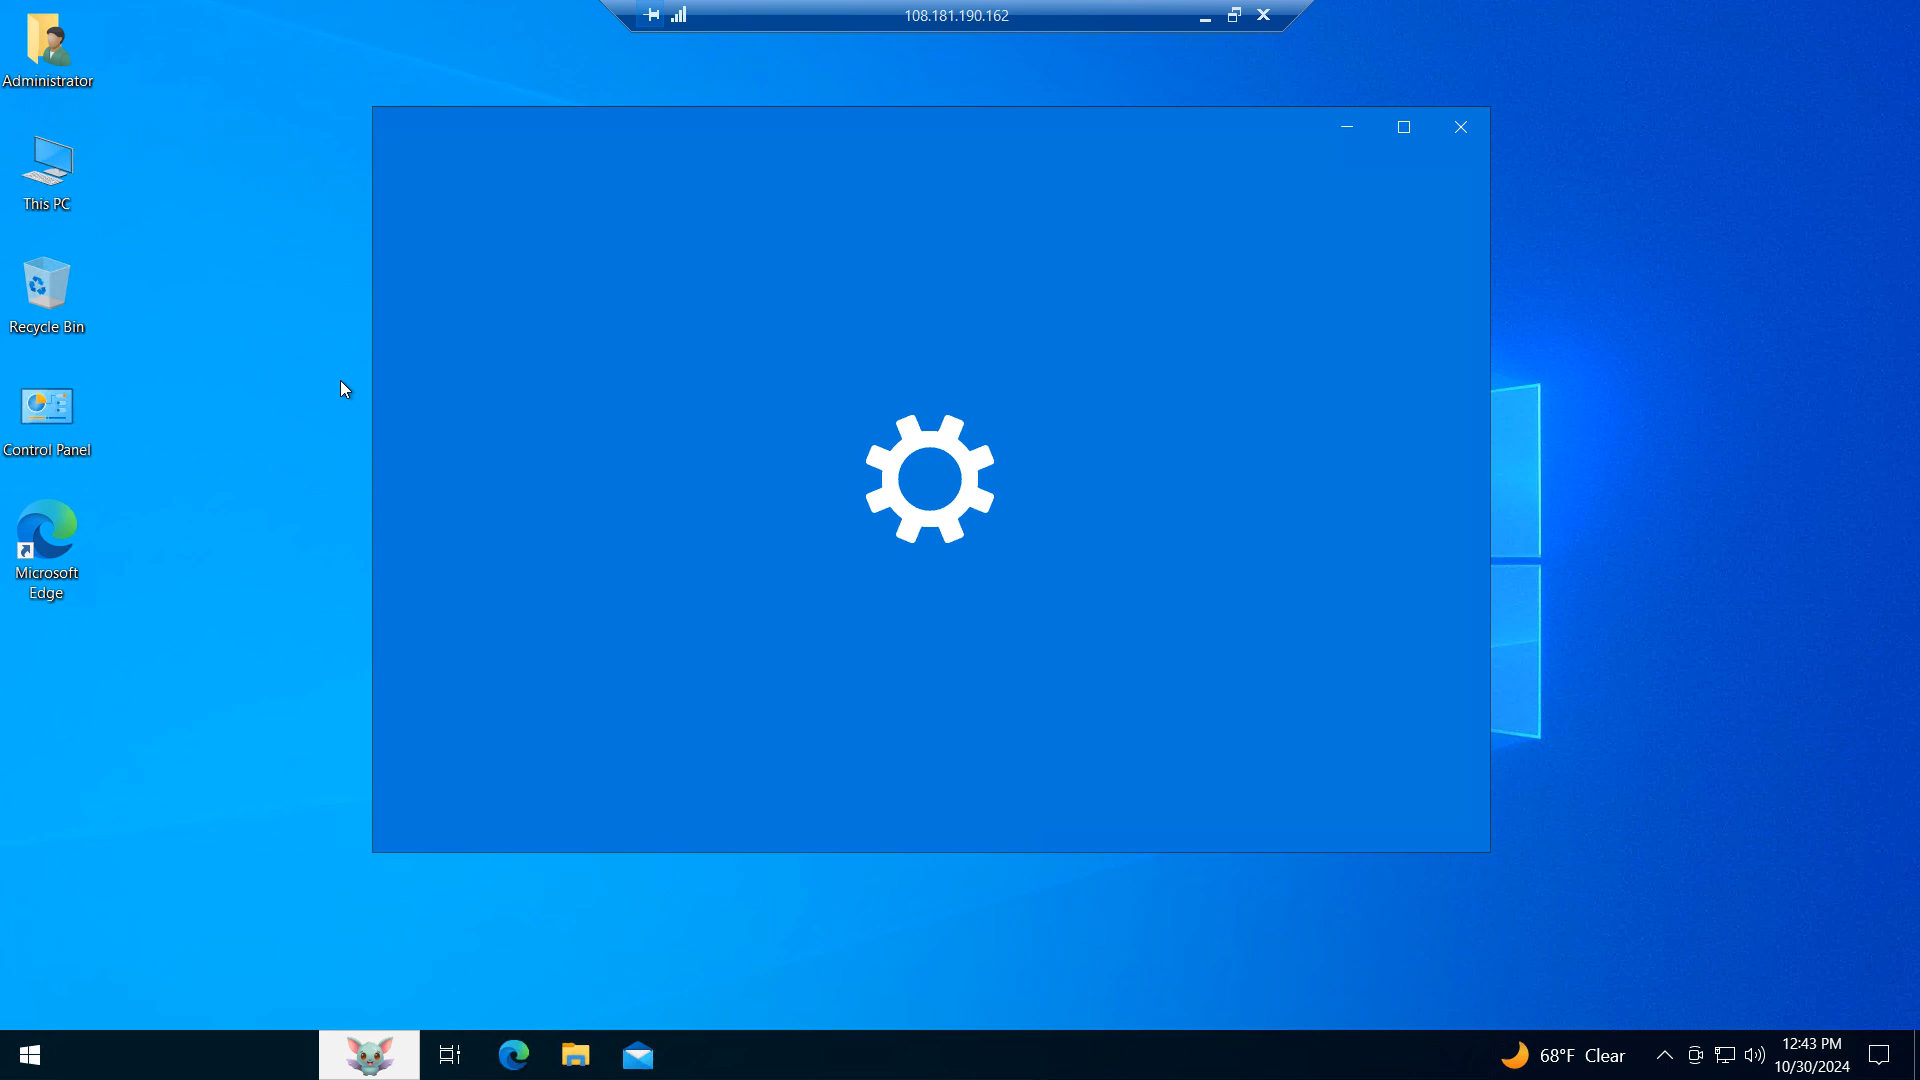 108.181.190.162
Administrator
This PC
Recycle Bin
Control Panel
Microsoft
Edge
68°F Clear
12:43 PM
10/30/2024